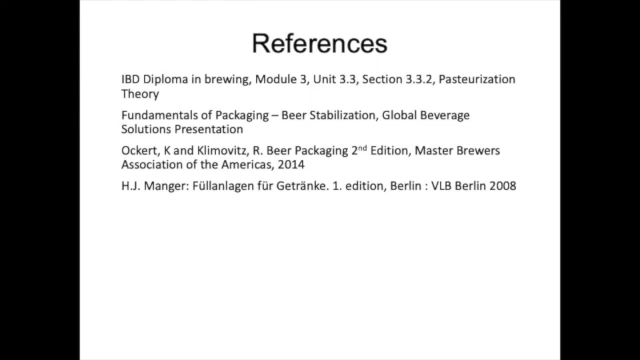 References
IBD Diploma in brewing, Module 3, Unit 3.3, Section 3.3.2, Pasteurization
Theory
Fundamentals of Packaging – Beer Stabilization, Global Beverage
Solutions Presentation
Ockert, K and Klimovitz, R. Beer Packaging 2nd Edition, Master Brewers
Association of the Americas, 2014
H.J. Manger: Füllanlagen für Getränke. 1. edition, Berlin : VLB Berlin 2008